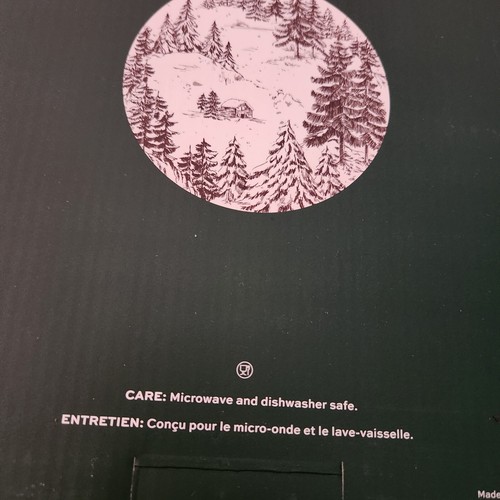 CARE: Microwave and dishwasher safe.
ENTRETIEN: Conçu pour le micro-onde et le lave-vaisselle.
Made